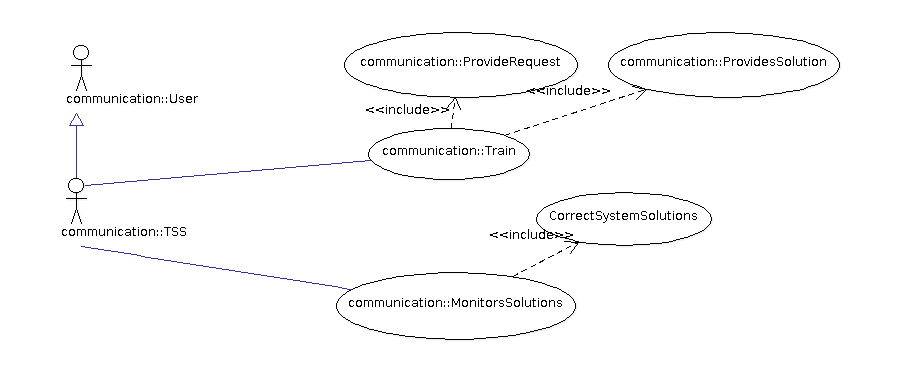 communication::ProvideRequest
communication::ProvidesSolution
communication::User
<<include>>
<<include>>
communication::Train
communication::TSS
CorrectSystemSolutions
<<include>>
communication::MonitorsSolutions